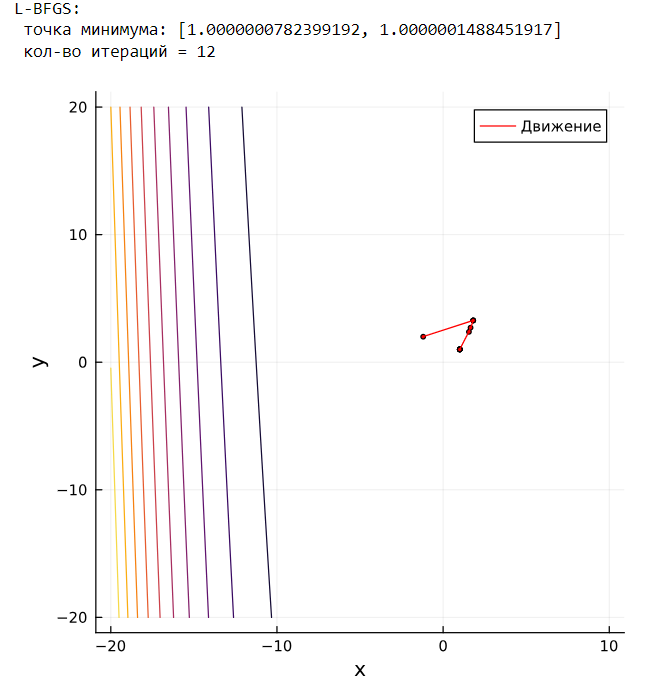 L-BFGS:
точка минимума: [1.0000000782399192, 1.0000001488451917]
кол-во итераций = 12
20
Движение
10
y
0
−10
−20
−20
−10
0
10
x